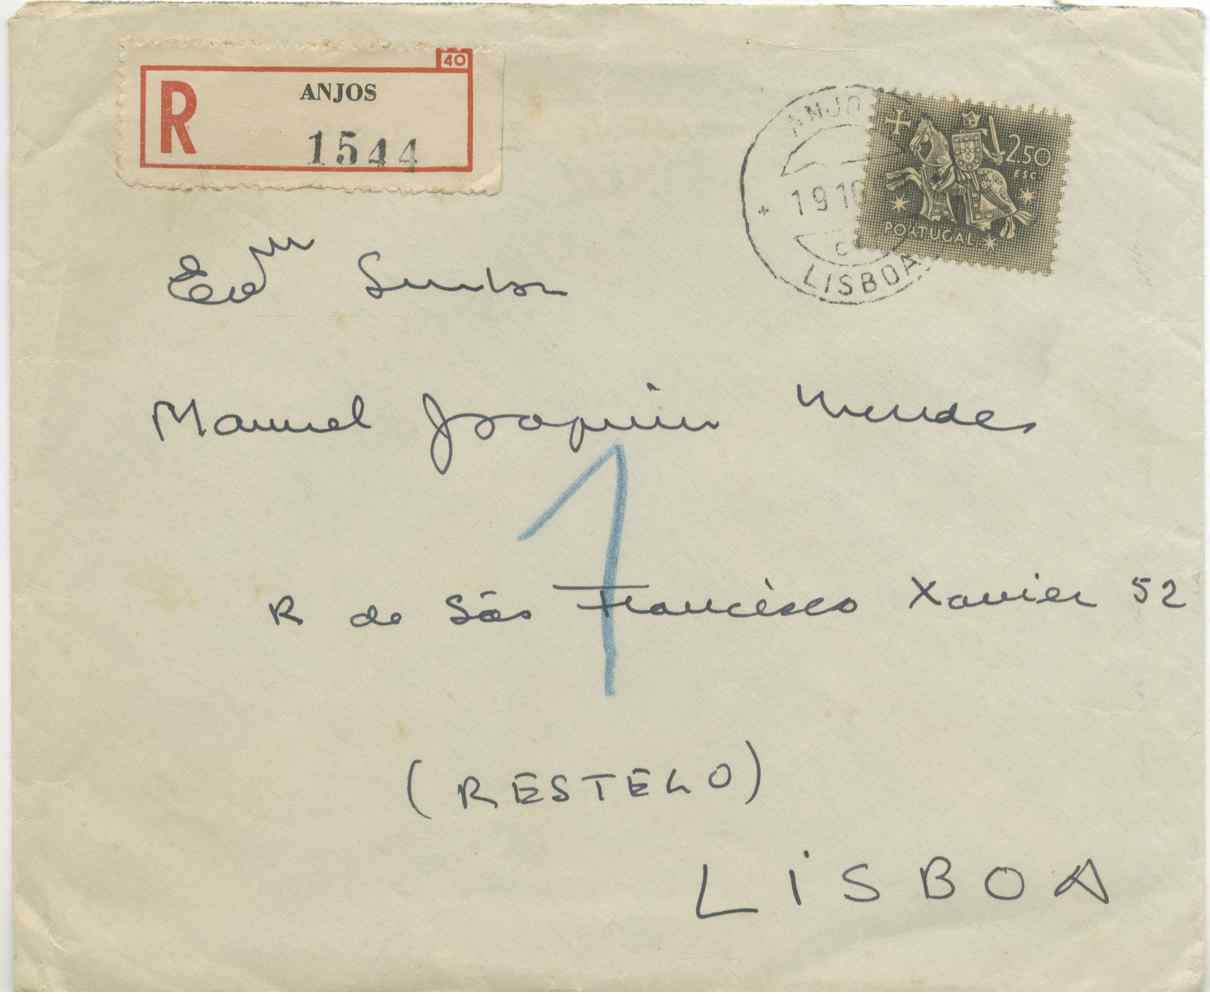 40
R
ANJOS
1544
ANJO
19 10
LISBOA
2$50
ESC.
PORTUGAL
Exmo Senhor
Manuel Joaquim Mendes
1
R de São Francisco Xavier 52
(RESTELO)
LISBOA